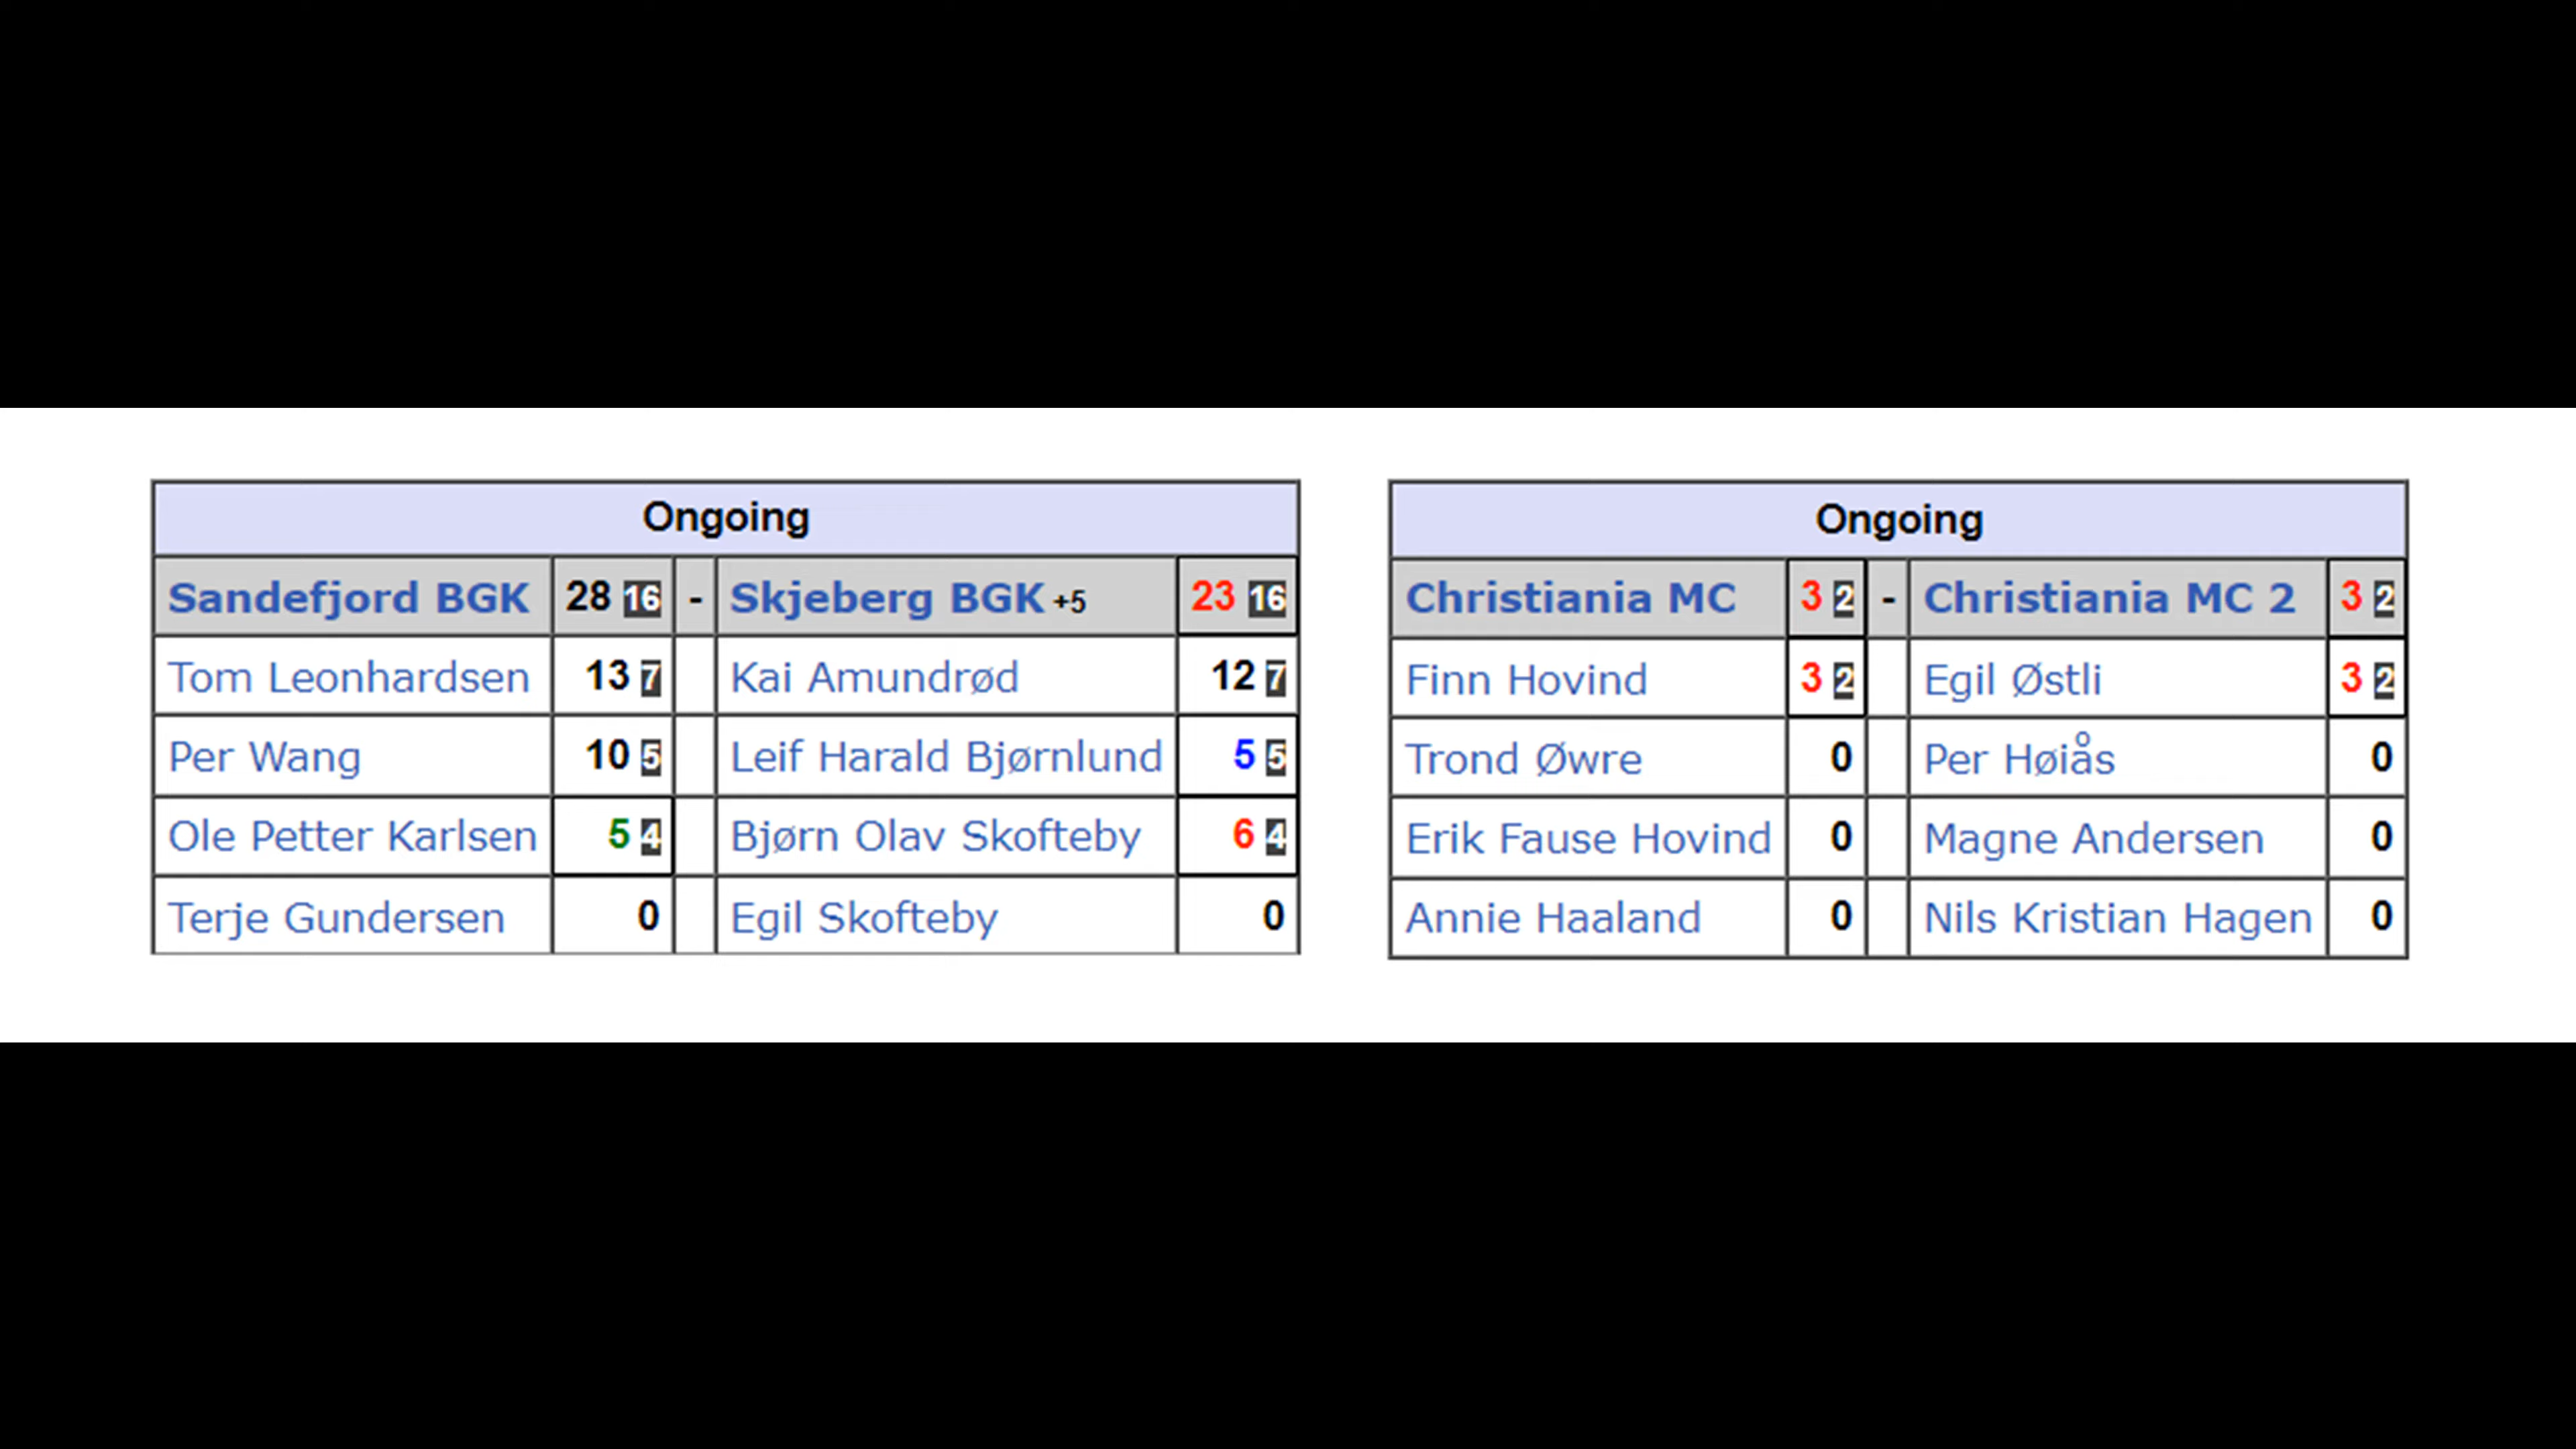 Ongoing
Sandefjord BGK 28 16 - Skjeberg BGK +5 23 16
Tom Leonhardsen 13 7 Kai Amundrød 12 7
Per Wang 10 5 Leif Harald Bjørnlund 5 5
Ole Petter Karlsen 5 4 Bjørn Olav Skofteby 6 4
Terje Gundersen 0 Egil Skofteby 0
Ongoing
Christiania MC 3 2 - Christiania MC 2 3 2
Finn Hovind 3 2 Egil Østli 3 2
Trond Øwre 0 Per Høiås 0
Erik Fause Hovind 0 Magne Andersen 0
Annie Haaland 0 Nils Kristian Hagen 0